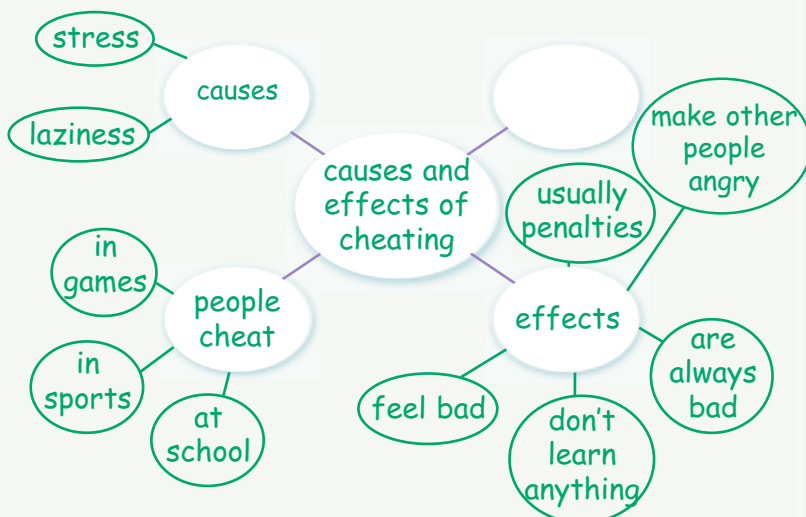 stress
causes
laziness
causes and
effects of
cheating
make other
people
angry
usually
penalties
in
games
people
cheat
in
sports
at
school
effects
are
always
bad
feel bad
don't
learn
anything